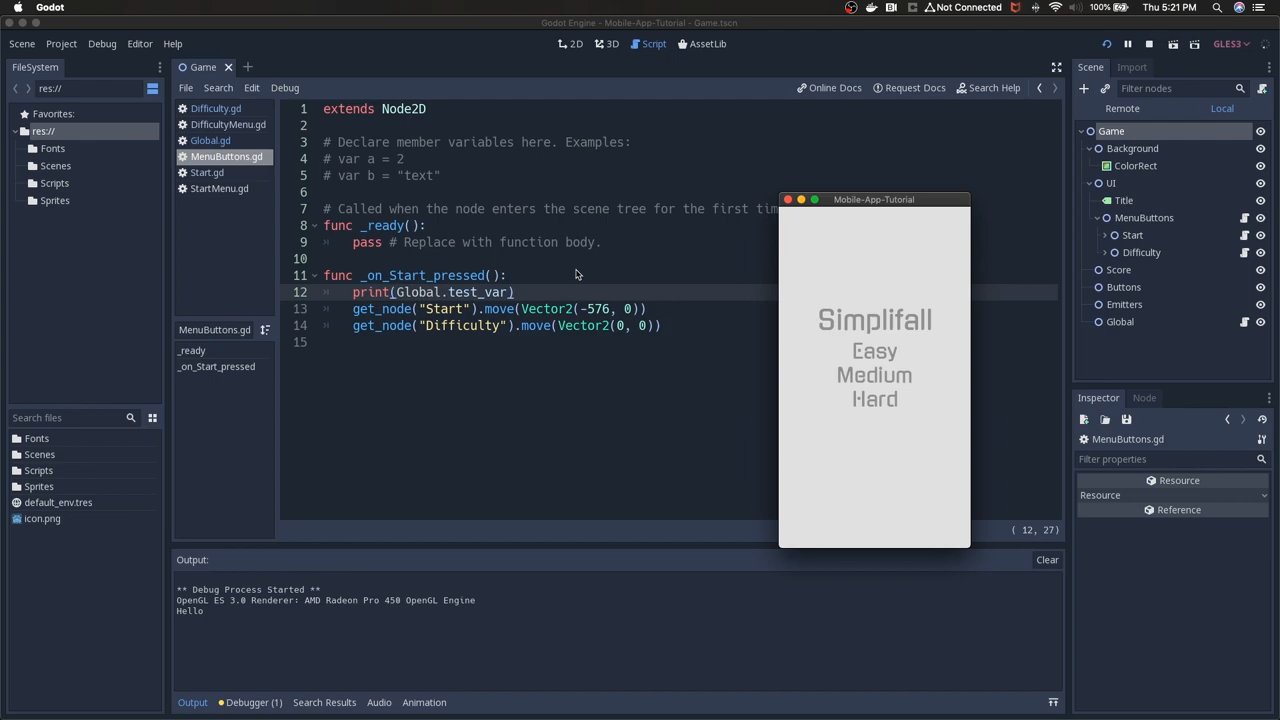 Godot
Not Connected
100%
Thu 5:21 PM
Godot Engine - Mobile-App-Tutorial - Game.tscn
Scene Project Debug Editor Help
2D 3D Script AssetLib
GLES3
FileSystem
res://
Favorites:
res://
Fonts
Scenes
Scripts
Sprites
Search files
Fonts
Scenes
Scripts
Sprites
default_env.tres
icon.png
Game
File Search Edit Debug
Online Docs Request Docs Search Help
Difficulty.gd
DifficultyMenu.gd
Global.gd
MenuButtons.gd
Start.gd
StartMenu.gd
MenuButtons.gd
_ready
_on_Start_pressed
1 extends Node2D
2
3 # Declare member variables here. Examples:
4 # var a = 2
5 # var b = "text"
6
7 # Called when the node enters the scene tree for the first tim
8 func _ready():
9 pass # Replace with function body.
10
11 func _on_Start_pressed():
12 print(Global.test_var)
13 get_node("Start").move(Vector2(-576, 0))
14 get_node("Difficulty").move(Vector2(0, 0))
15
( 12, 27)
Mobile-App-Tutorial
Simplifall
Easy
Medium
Hard
Output:
Clear
** Debug Process Started **
OpenGL ES 3.0 Renderer: AMD Radeon Pro 450 OpenGL Engine
Hello
Output Debugger (1) Search Results Audio Animation
Scene Import
Filter nodes
Remote Local
Game
Background
ColorRect
UI
Title
MenuButtons
Start
Difficulty
Score
Buttons
Emitters
Global
Inspector Node
MenuButtons.gd
Filter properties
Resource
Resource
Reference